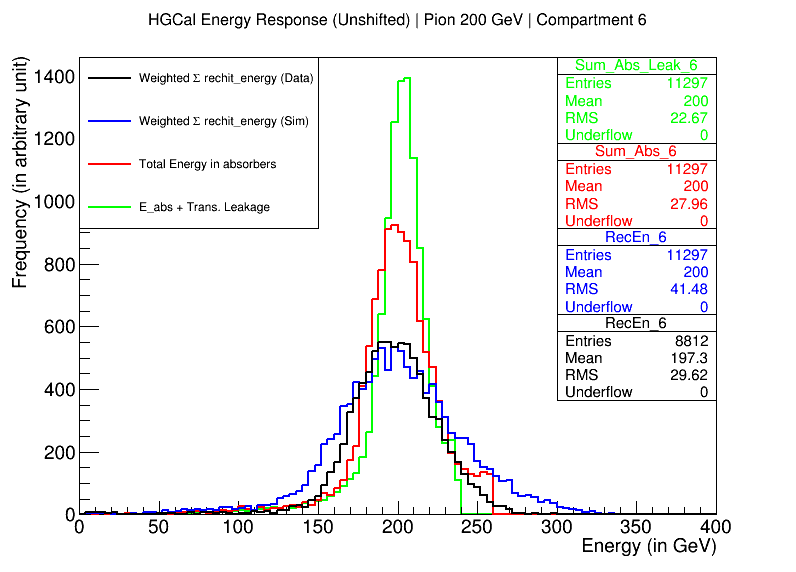 HGCal Energy Response (Unshifted) | Pion 200 GeV | Compartment 6
Frequency (in arbitrary unit)
1400
1200
1000
800
600
400
200
0
Weighted Σ rechit_energy (Data)
Weighted Σ rechit_energy (Sim)
Total Energy in absorbers
E_abs + Trans. Leakage
Sum_Abs_Leak_6
Entries 11297
Mean 200
RMS 22.67
Underflow 0
Sum_Abs_6
Entries 11297
Mean 200
RMS 27.96
Underflow 0
RecEn_6
Entries 11297
Mean 200
RMS 41.48
Underflow 0
RecEn_6
Entries 8812
Mean 197.3
RMS 29.62
Underflow 0
0 50 100 150 200 250 300 350 400
Energy (in GeV)